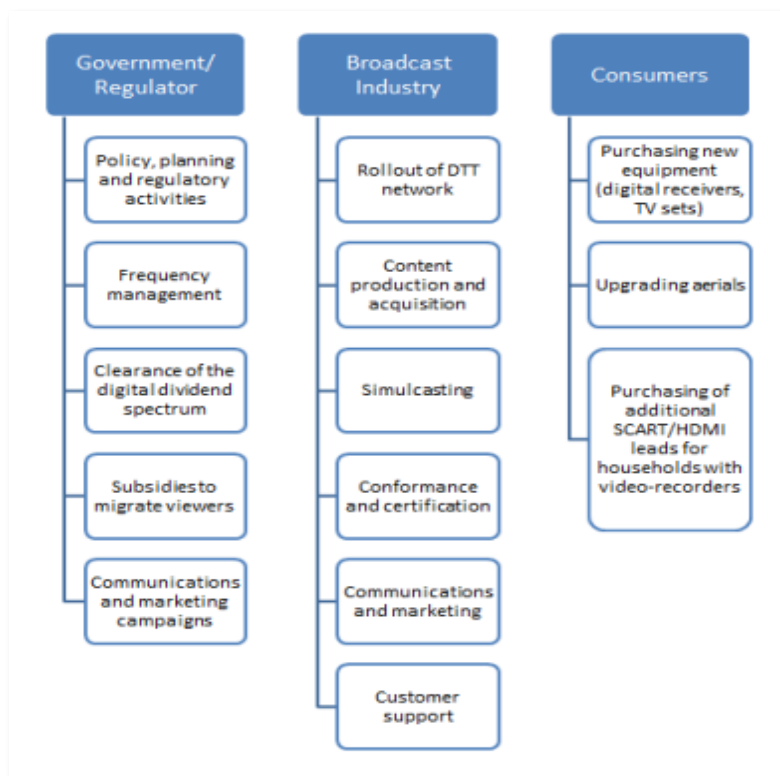 Government/
Regulator
Policy, planning
and regulatory
activities
Frequency
management
Clearance of the
digital dividend
spectrum
Subsidies to
migrate viewers
Communications
and marketing
campaigns
Broadcast
Industry
Rollout of DTT
network
Content
production and
acquisition
Simulcasting
Conformance
and certification
Communications
and marketing
Customer
support
Consumers
Purchasing new
equipment
(digital receivers,
TV sets)
Upgrading aerials
Purchasing of
additional
SCART/HDMI
leads for
households with
video-recorders